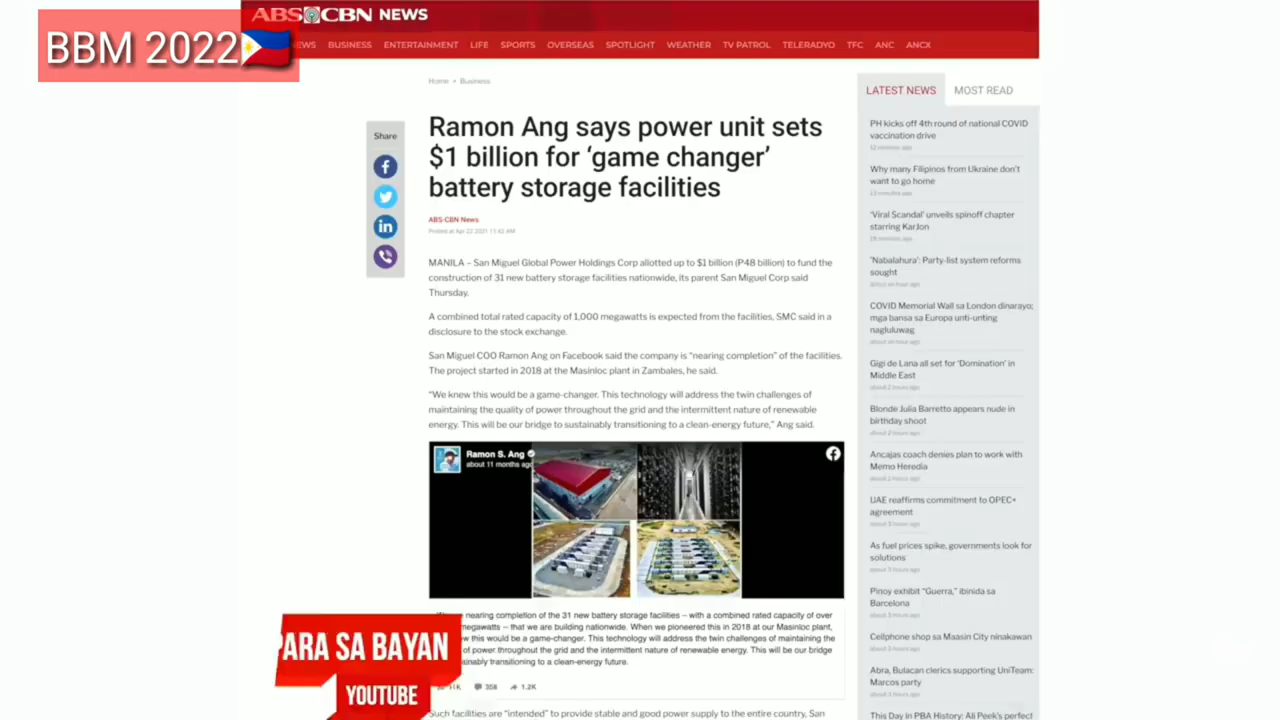 ABS CBN NEWS
BBM 2022
EWS BUSINESS ENTERTAINMENT LIFE SPORTS OVERSEAS SPOTLIGHT WEATHER TV PATROL TELERADYO TFC ANC ANCX
Home » Business
Share
Ramon Ang says power unit sets
$1 billion for ‘game changer’
battery storage facilities
ABS-CBN News
Posted at Apr 22 2021 11:42 AM
MANILA – San Miguel Global Power Holdings Corp allotted up to $1 billion (P48 billion) to fund the
construction of 31 new battery storage facilities nationwide, its parent San Miguel Corp said
Thursday.
A combined total rated capacity of 1,000 megawatts is expected from the facilities, SMC said in a
disclosure to the stock exchange.
San Miguel COO Ramon Ang on Facebook said the company is “nearing completion” of the facilities.
The project started in 2018 at the Masinloc plant in Zambales, he said.
“We knew this would be a game-changer. This technology will address the twin challenges of
maintaining the quality of power throughout the grid and the intermittent nature of renewable
energy. This will be our bridge to sustainably transitioning to a clean-energy future,” Ang said.
Ramon S. Ang
about 11 months ago
nearing completion of the 31 new battery storage facilities – with a combined rated capacity of over
megawatts – that we are building nationwide. When we pioneered this in 2018 at our Masinloc plant,
w this would be a game-changer. This technology will address the twin challenges of maintaining the
of power throughout the grid and the intermittent nature of renewable energy. This will be our bridge
ainably transitioning to a clean-energy future.
11K 358 1.2K
Such facilities are “intended” to provide stable and good power supply to the entire country, San
LATEST NEWS MOST READ
PH kicks off 4th round of national COVID
vaccination drive
12 minutes ago
Why many Filipinos from Ukraine don't
want to go home
13 minutes ago
‘Viral Scandal’ unveils spinoff chapter
starring KarJon
18 minutes ago
'Nabalahura': Party-list system reforms
sought
about an hour ago
COVID Memorial Wall sa London dinarayo;
mga bansa sa Europa unti-unting
nagluluwag
about an hour ago
Gigi de Lana all set for ‘Domination’ in
Middle East
about 2 hours ago
Blonde Julia Barretto appears nude in
birthday shoot
about 2 hours ago
Ancajas coach denies plan to work with
Memo Heredia
about 2 hours ago
UAE reaffirms commitment to OPEC+
agreement
about 3 hours ago
As fuel prices spike, governments look for
solutions
about 3 hours ago
Pinoy exhibit "Guerra," ibinida sa
Barcelona
about 3 hours ago
Cellphone shop sa Maasin City ninakawan
about 3 hours ago
Abra, Bulacan clerics supporting UniTeam:
Marcos party
about 3 hours ago
This Day in PBA History: Ali Peek's perfect
PARA SA BAYAN
YOUTUBE